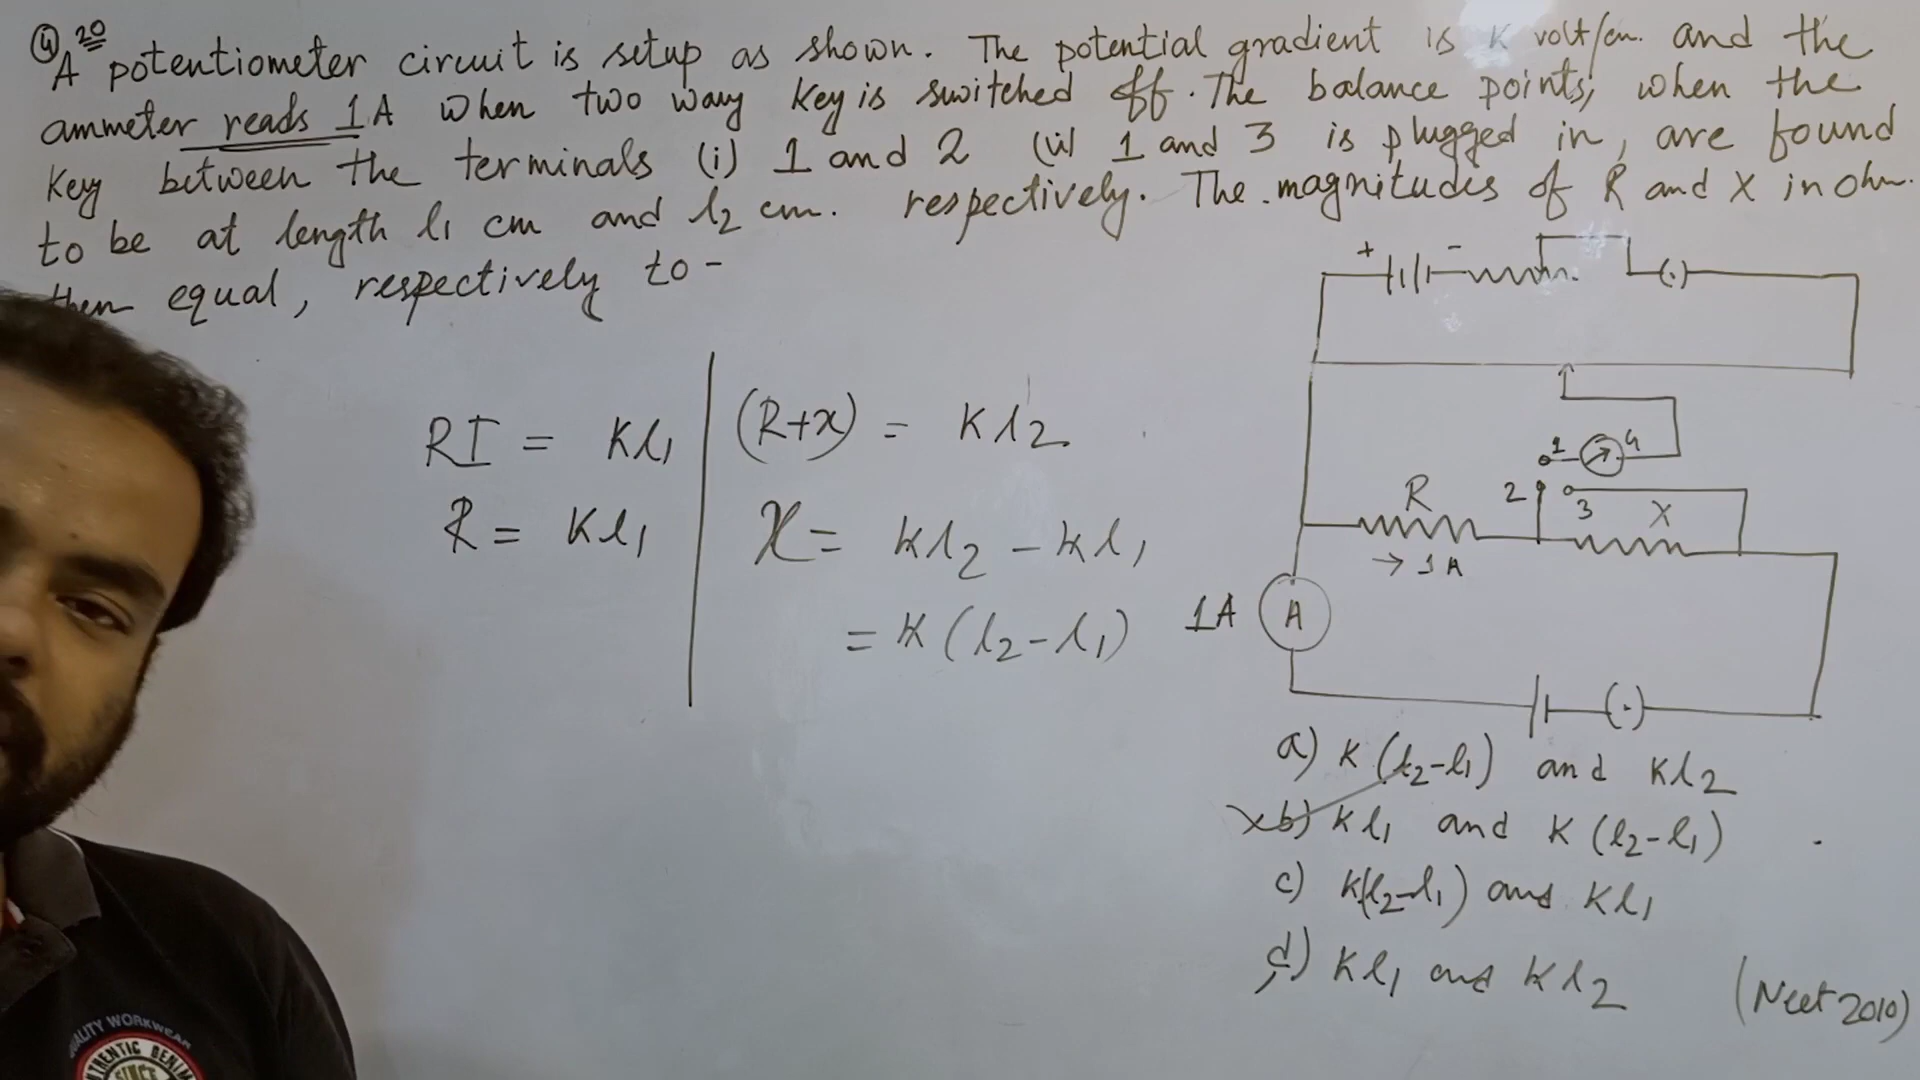 ④ 20
A potentiometer circuit is setup as shown. The potential gradient is K volt/cm. and the
ammeter reads 1A when two way key is switched off. The balance points, when the
key between the terminals (i) 1 and 2 (ii) 1 and 3 is plugged in, are found
to be at length l₁ cm and l₂ cm. respectively. The magnitudes of R and X in ohm.
then equal, respectively to -
+ -
RI = Kl₁
R = Kl₁
(R+x) = Kl₂
X = kl₂ - kl₁
= K(l₂-l₁)
1 G
2 3
R X
→ 1A
1A A
a) K(l₂-l₁) and Kl₂
b) Kl₁ and K(l₂-l₁)
c) K(l₂-l₁) and Kl₁
d) Kl₁ and Kl₂
(Neet 2010)
QUALITY WORKWEAR
AUTHENTIC DENIM
SINCE